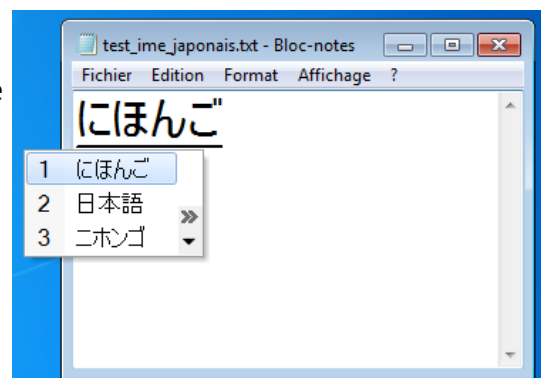 test_ime_japonais.txt - Bloc-notes
Fichier Edition Format Affichage ?
にほんご
1 にほんご
2 日本語
3 ニホンゴ